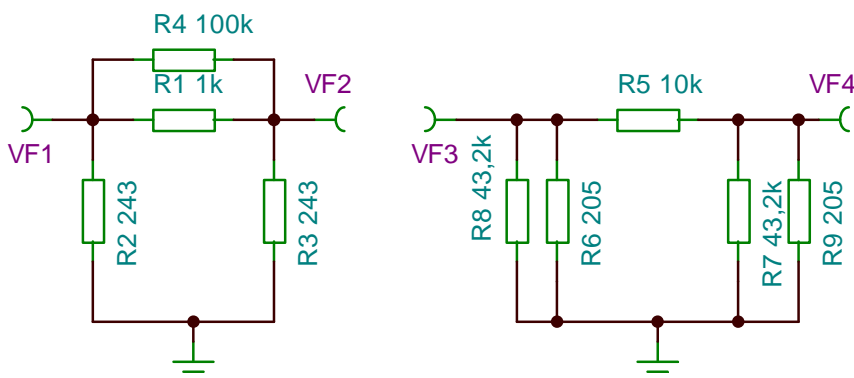 R4 100k
R1 1k
VF2
VF1
R2 243
R3 243
R5 10k
VF4
VF3
R8 43,2k
R6 205
R7 43,2k
R9 205